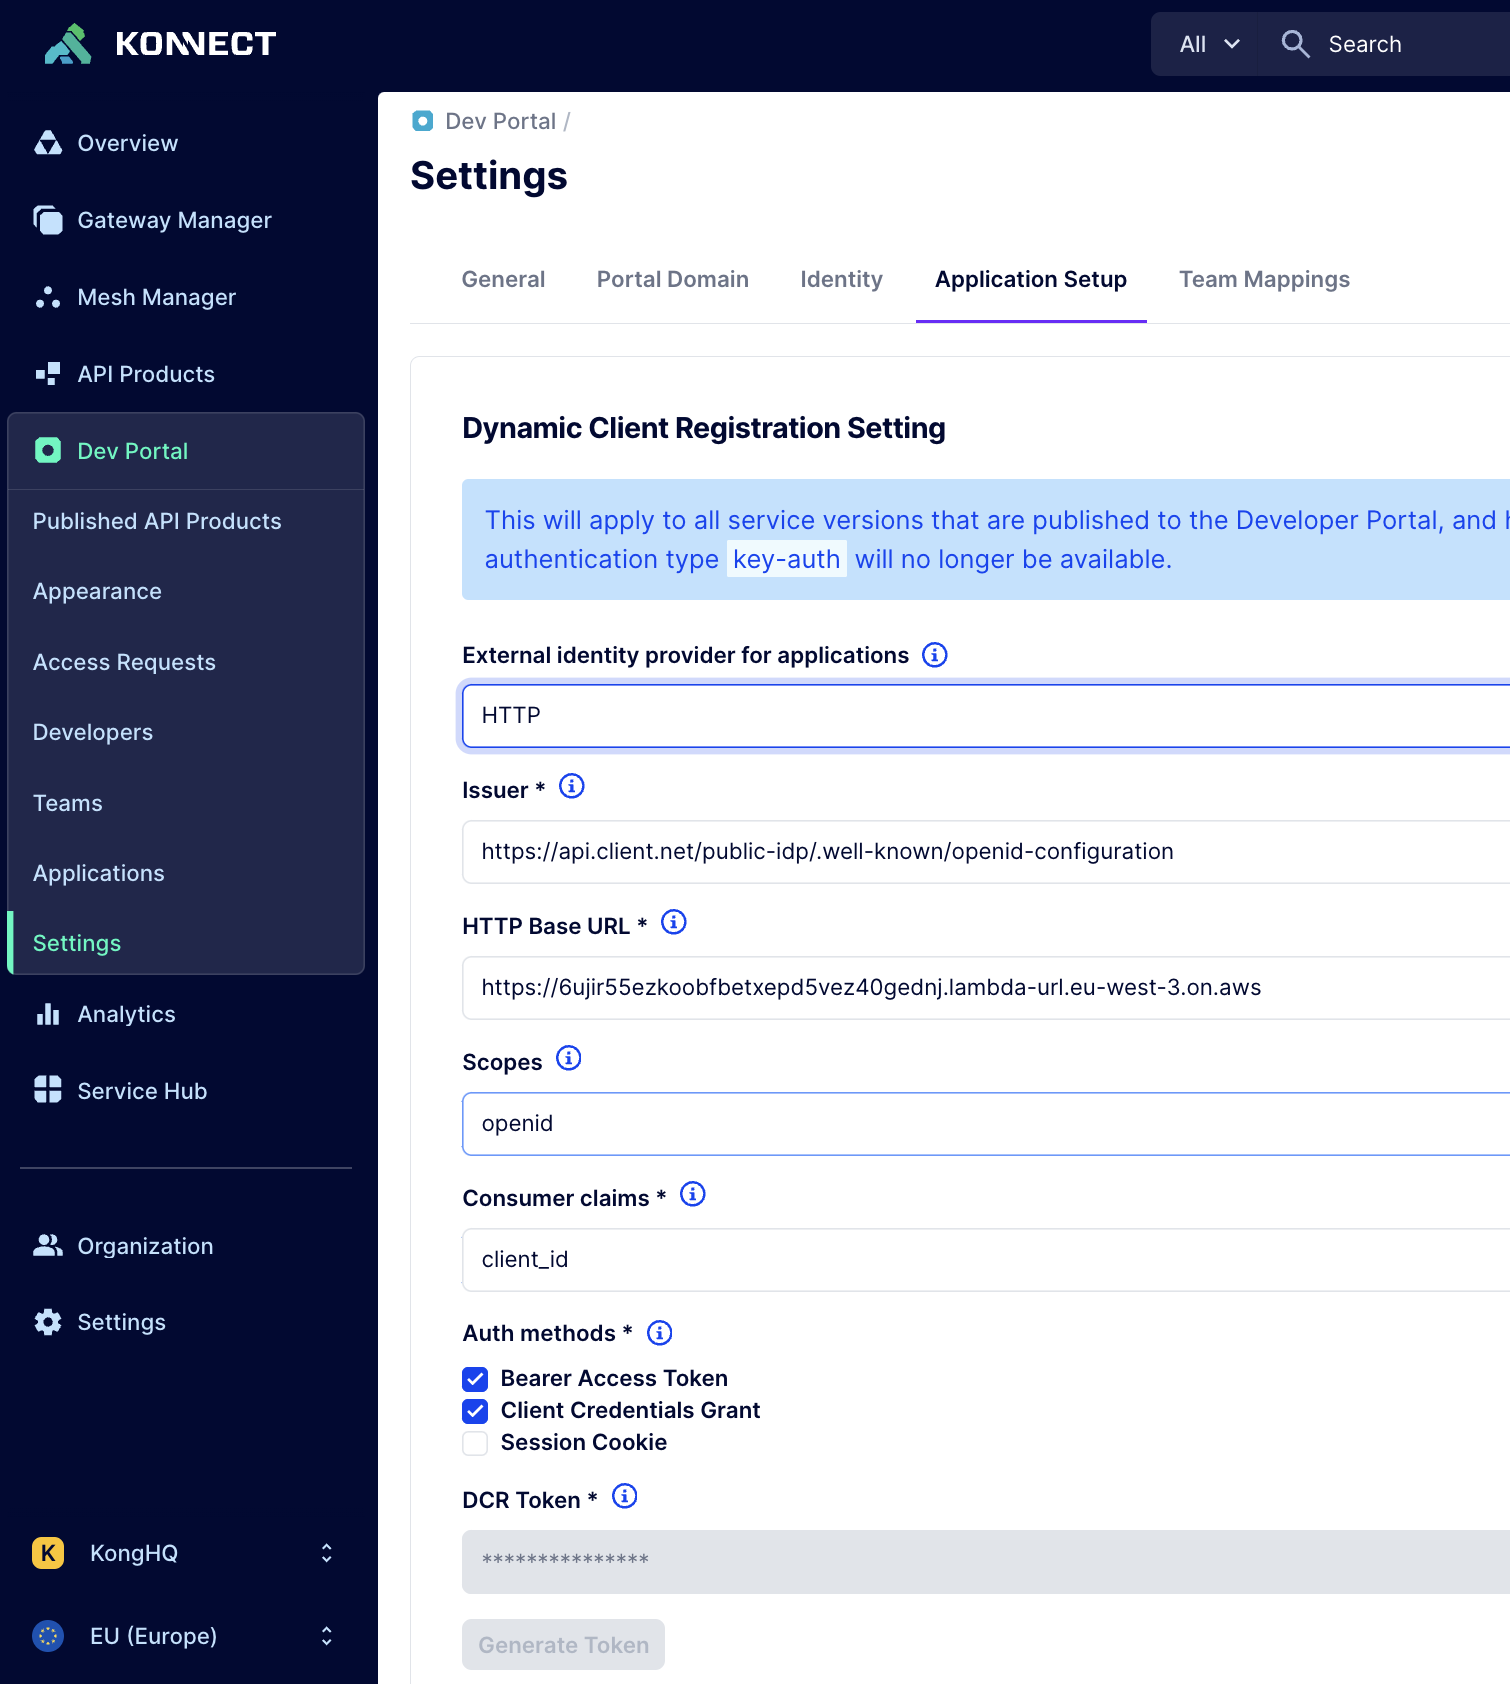 KONNECT
All
Search
Overview
Gateway Manager
Mesh Manager
API Products
Dev Portal
Published API Products
Appearance
Access Requests
Developers
Teams
Applications
Settings
Analytics
Service Hub
Organization
Settings
K KongHQ
EU (Europe)
Dev Portal /
Settings
General Portal Domain Identity Application Setup Team Mappings
Dynamic Client Registration Setting
This will apply to all service versions that are published to the Developer Portal, and
authentication type key-auth will no longer be available.
External identity provider for applications
HTTP
Issuer *
https://api.client.net/public-idp/.well-known/openid-configuration
HTTP Base URL *
https://6ujir55ezkoobfbetxepd5vez40gednj.lambda-url.eu-west-3.on.aws
Scopes
openid
Consumer claims *
client_id
Auth methods *
Bearer Access Token
Client Credentials Grant
Session Cookie
DCR Token *
***************
Generate Token